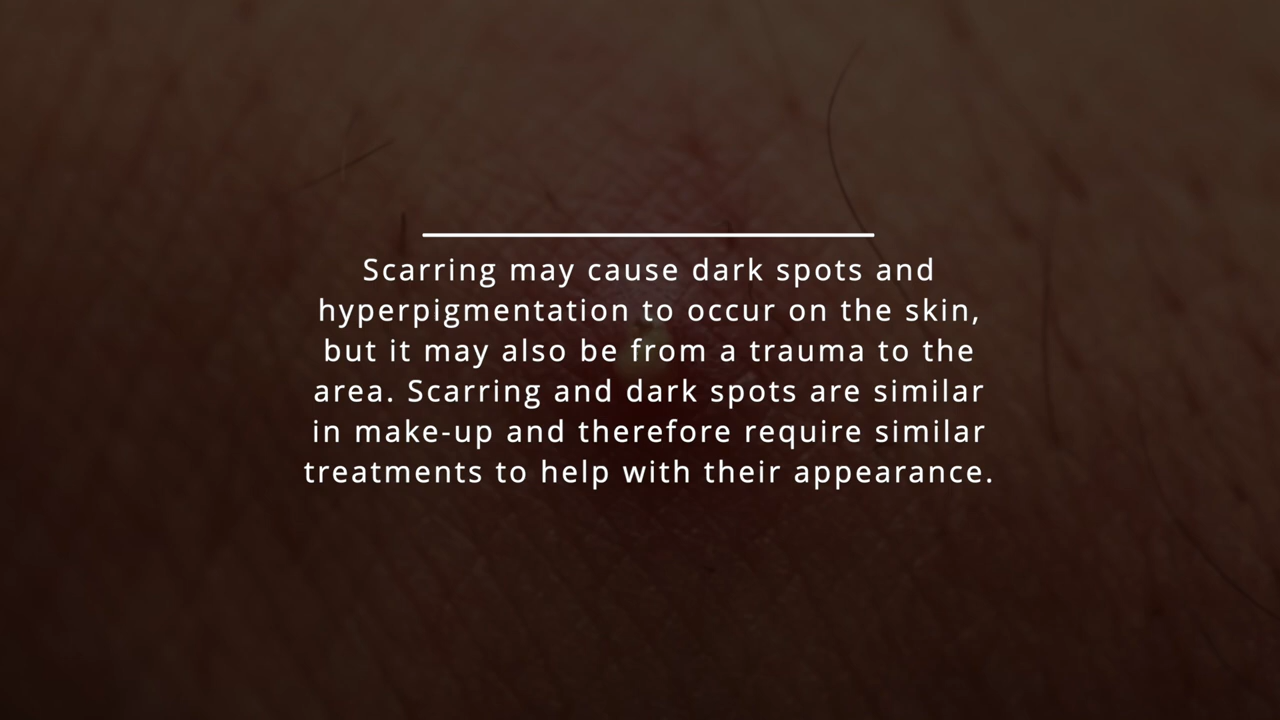 Scarring may cause dark spots and
hyperpigmentation to occur on the skin,
but it may also be from a trauma to the
area. Scarring and dark spots are similar
in make-up and therefore require similar
treatments to help with their appearance.